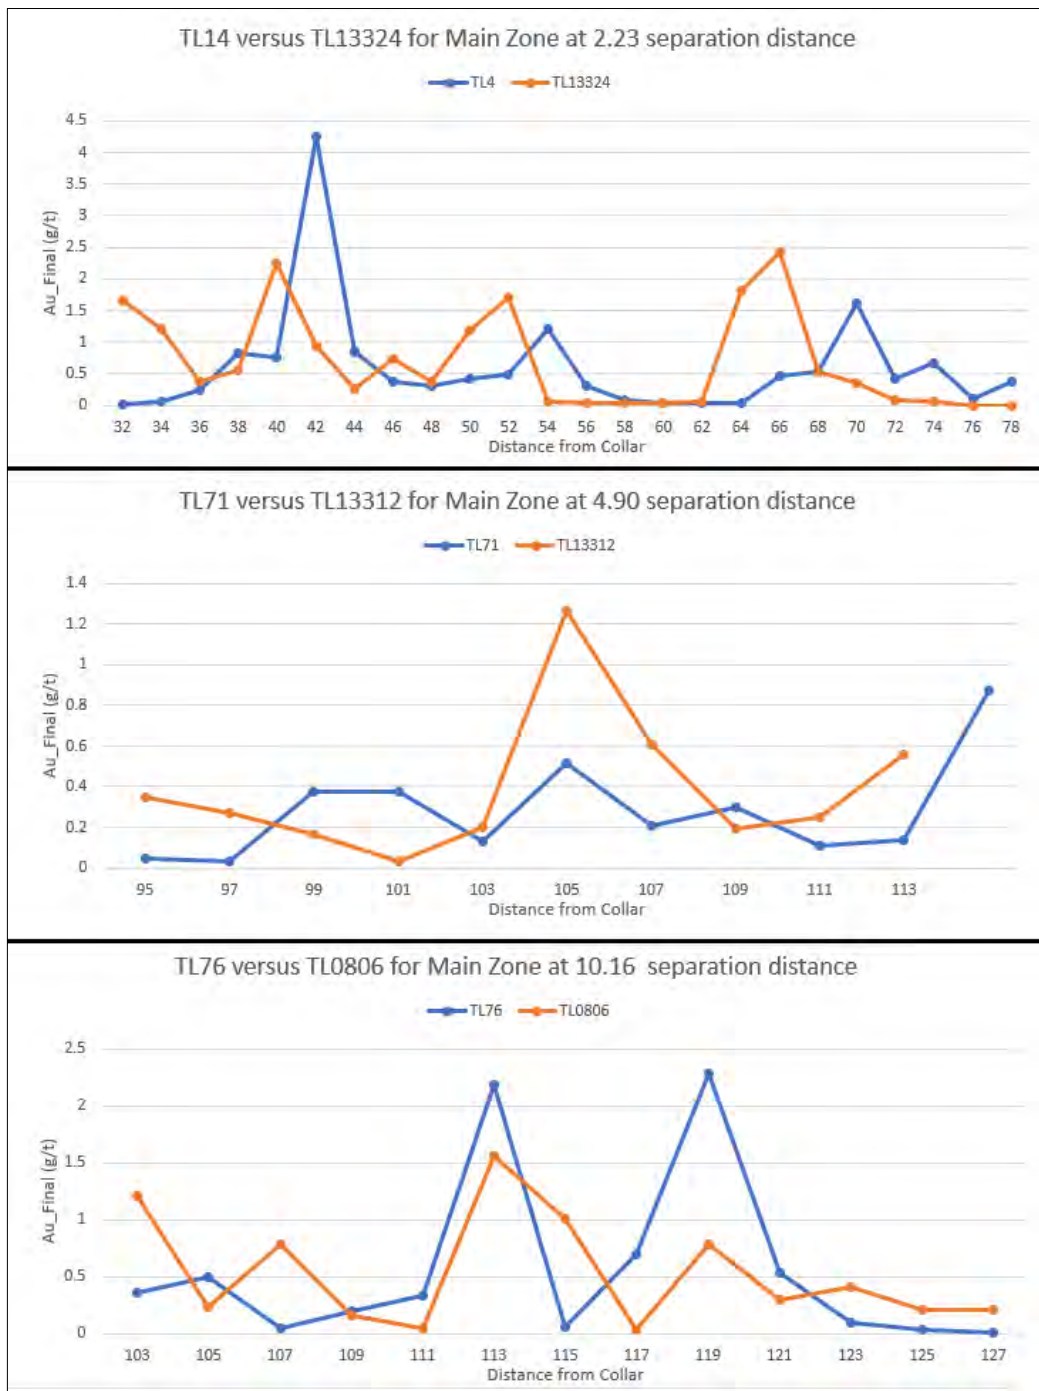 TL14 versus TL13324 for Main Zone at 2.23 separation distance
TL4 TL13324
Au_Final (g/t)
4.5
4
3.5
3
2.5
2
1.5
1
0.5
0
32 34 36 38 40 42 44 46 48 50 52 54 56 58 60 62 64 66 68 70 72 74 76 78
Distance from Collar
TL71 versus TL13312 for Main Zone at 4.90 separation distance
TL71 TL13312
Au_Final (g/t)
1.4
1.2
1
0.8
0.6
0.4
0.2
0
95 97 99 101 103 105 107 109 111 113
Distance from Collar
TL76 versus TL0806 for Main Zone at 10.16 separation distance
TL76 TL0806
Au_Final (g/t)
2.5
2
1.5
1
0.5
0
103 105 107 109 111 113 115 117 119 121 123 125 127
Distance from Collar